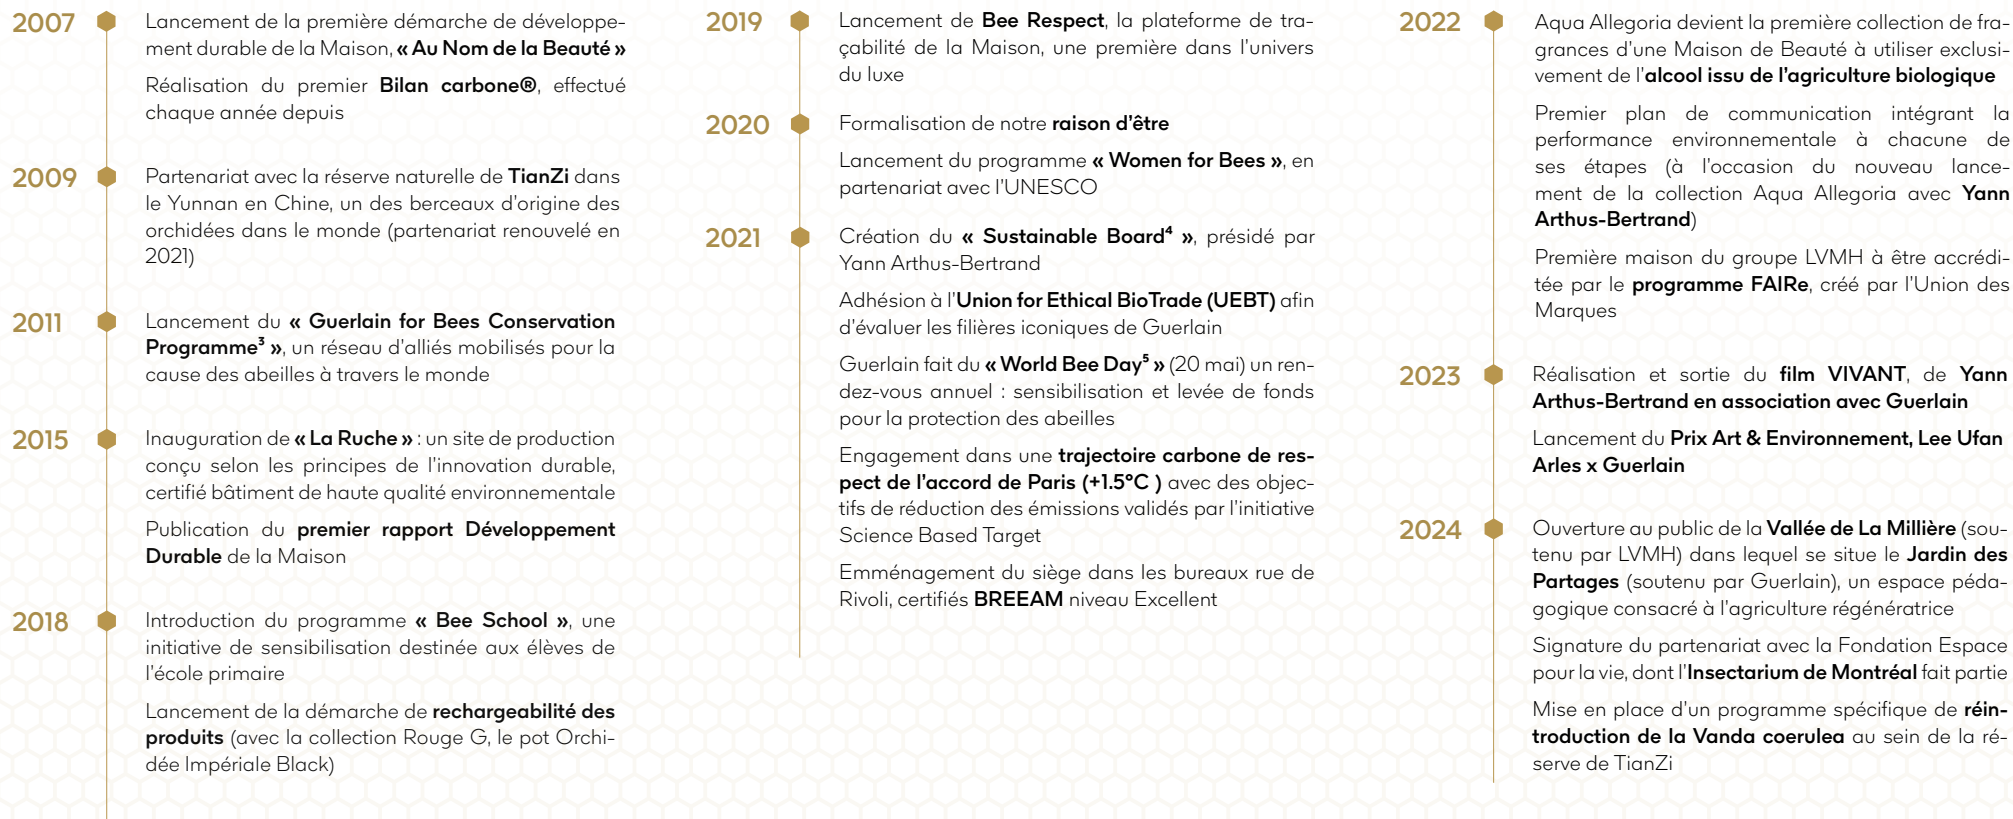 2007
Lancement de la première démarche de développe-
ment durable de la Maison, « Au Nom de la Beauté »
Réalisation du premier Bilan carbone®, effectué
chaque année depuis
2009
Partenariat avec la réserve naturelle de TianZi dans
le Yunnan en Chine, un des berceaux d'origine des
orchidées dans le monde (partenariat renouvelé en
2021)
2011
Lancement du « Guerlain for Bees Conservation
Programme³ », un réseau d'alliés mobilisés pour la
cause des abeilles à travers le monde
2015
Inauguration de « La Ruche » : un site de production
conçu selon les principes de l'innovation durable,
certifié bâtiment de haute qualité environnementale
Publication du premier rapport Développement
Durable de la Maison
2018
Introduction du programme « Bee School », une
initiative de sensibilisation destinée aux élèves de
l'école primaire
Lancement de la démarche de rechargeabilité des
produits (avec la collection Rouge G, le pot Orchi-
dée Impériale Black)
2019
Lancement de Bee Respect, la plateforme de tra-
çabilité de la Maison, une première dans l'univers
du luxe
2020
Formalisation de notre raison d'être
Lancement du programme « Women for Bees », en
partenariat avec l'UNESCO
2021
Création du « Sustainable Board⁴ », présidé par
Yann Arthus-Bertrand
Adhésion à l'Union for Ethical BioTrade (UEBT) afin
d'évaluer les filières iconiques de Guerlain
Guerlain fait du « World Bee Day⁵ » (20 mai) un ren-
dez-vous annuel : sensibilisation et levée de fonds
pour la protection des abeilles
Engagement dans une trajectoire carbone de res-
pect de l'accord de Paris (+1.5°C ) avec des objec-
tifs de réduction des émissions validés par l'initiative
Science Based Target
Emménagement du siège dans les bureaux rue de
Rivoli, certifiés BREEAM niveau Excellent
2022
Aqua Allegoria devient la première collection de fra-
grances d'une Maison de Beauté à utiliser exclusi-
vement de l'alcool issu de l'agriculture biologique
Premier plan de communication intégrant la
performance environnementale à chacune de
ses étapes (à l'occasion du nouveau lance-
ment de la collection Aqua Allegoria avec Yann
Arthus-Bertrand)
Première maison du groupe LVMH à être accrédi-
tée par le programme FAIRe, créé par l'Union des
Marques
2023
Réalisation et sortie du film VIVANT, de Yann
Arthus-Bertrand en association avec Guerlain
Lancement du Prix Art & Environnement, Lee Ufan
Arles x Guerlain
2024
Ouverture au public de la Vallée de La Millière (sou-
tenu par LVMH) dans lequel se situe le Jardin des
Partages (soutenu par Guerlain), un espace péda-
gogique consacré à l'agriculture régénératrice
Signature du partenariat avec la Fondation Espace
pour la vie, dont l'Insectarium de Montréal fait partie
Mise en place d'un programme spécifique de réin-
troduction de la Vanda coerulea au sein de la ré-
serve de TianZi